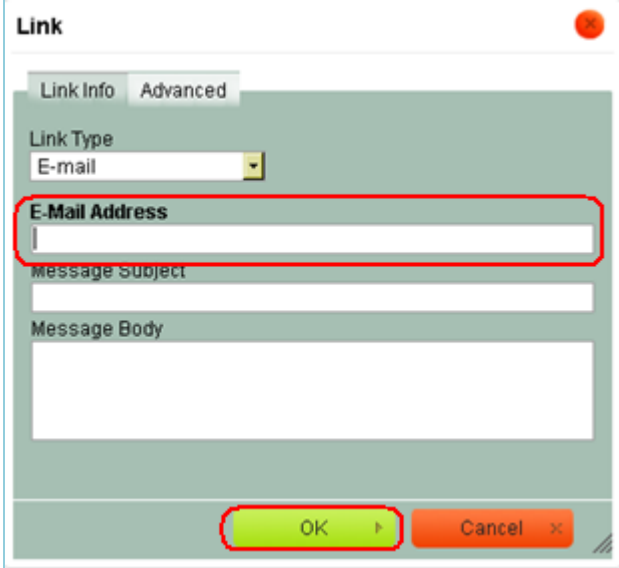 Link
Link Info Advanced
Link Type
E-mail
E-Mail Address
Message Subject
Message Body
OK Cancel